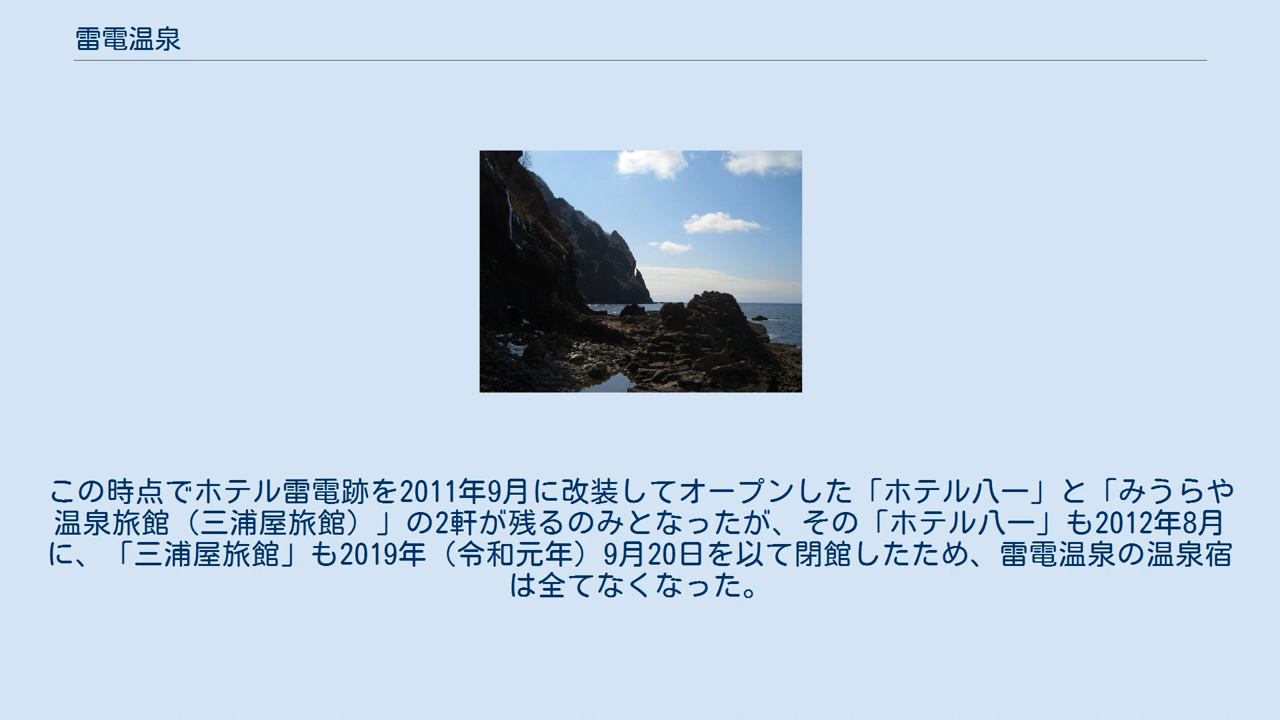 雷電温泉
この時点でホテル雷電跡を2011年9月に改装してオープンした「ホテル八一」と「みうらや
温泉旅館（三浦屋旅館）」の2軒が残るのみとなったが、その「ホテル八一」も2012年8月
に、「三浦屋旅館」も2019年（令和元年）9月20日を以て閉館したため、雷電温泉の温泉宿
は全てなくなった。